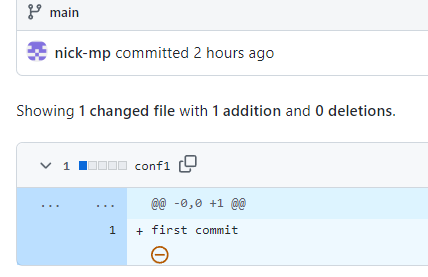 main
nick-mp committed 2 hours ago
Showing 1 changed file with 1 addition and 0 deletions.
1 conf1
... ... @@ -0,0 +1 @@
1 + first commit